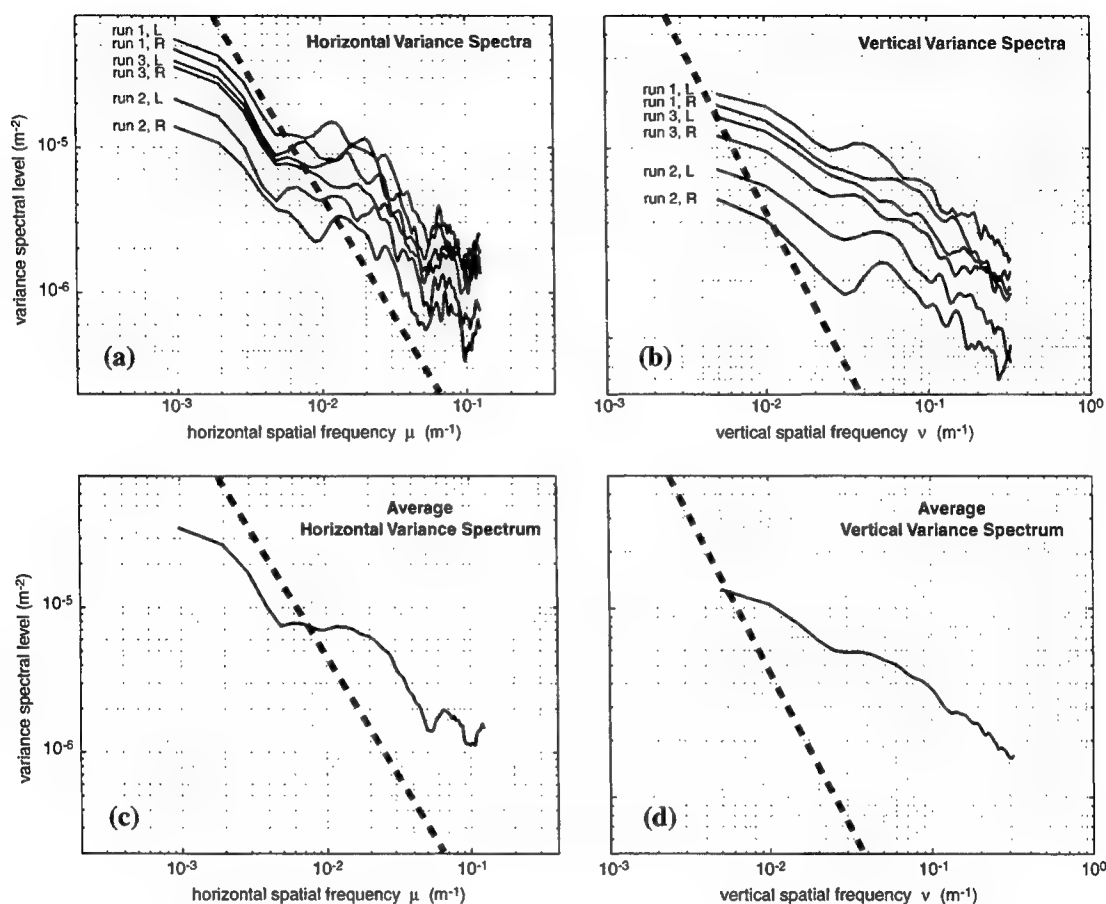 Horizontal Variance Spectra
run 1, L
run 1, R
run 3, L
run 3, R
run 2, L
run 2, R
variance spectral level (m-2)
10-5
10-6
(a)
10-3
10-2
10-1
horizontal spatial frequency μ (m-1)
Vertical Variance Spectra
run 1, L
run 1, R
run 3, L
run 3, R
run 2, L
run 2, R
(b)
10-3
10-2
10-1
100
vertical spatial frequency ν (m-1)
Average
Horizontal Variance Spectrum
variance spectral level (m-2)
10-5
10-6
(c)
10-3
10-2
10-1
horizontal spatial frequency μ (m-1)
Average
Vertical Variance Spectrum
(d)
10-3
10-2
10-1
100
vertical spatial frequency ν (m-1)